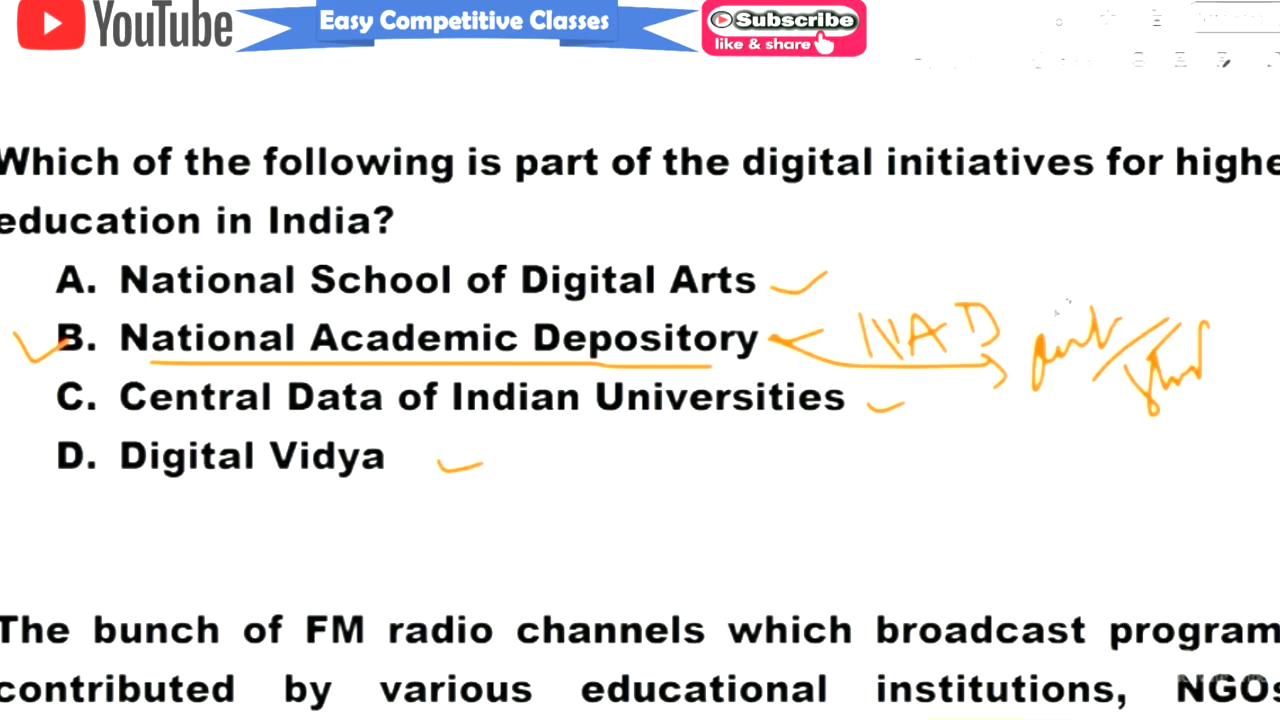 YouTube Easy Competitive Classes Subscribe
like & share
Which of the following is part of the digital initiatives for highe
education in India?
A. National School of Digital Arts
B. National Academic Depository NAD
C. Central Data of Indian Universities
D. Digital Vidya
The bunch of FM radio channels which broadcast program
contributed by various educational institutions, NGOs